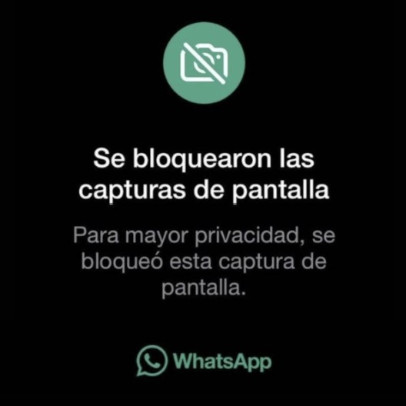 Se bloquearon las
capturas de pantalla
Para mayor privacidad, se
bloqueó esta captura de
pantalla.
WhatsApp